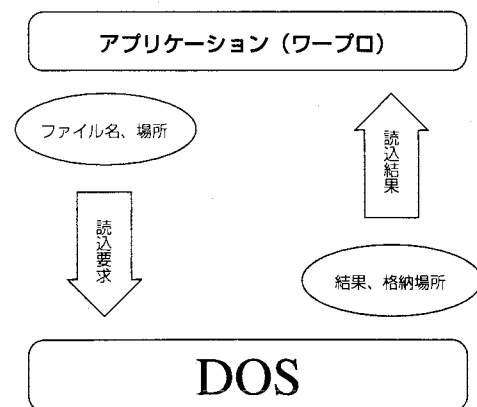 アプリケーション（ワープロ）
ファイル名、場所
読込要求
読込結果
結果、格納場所
DOS